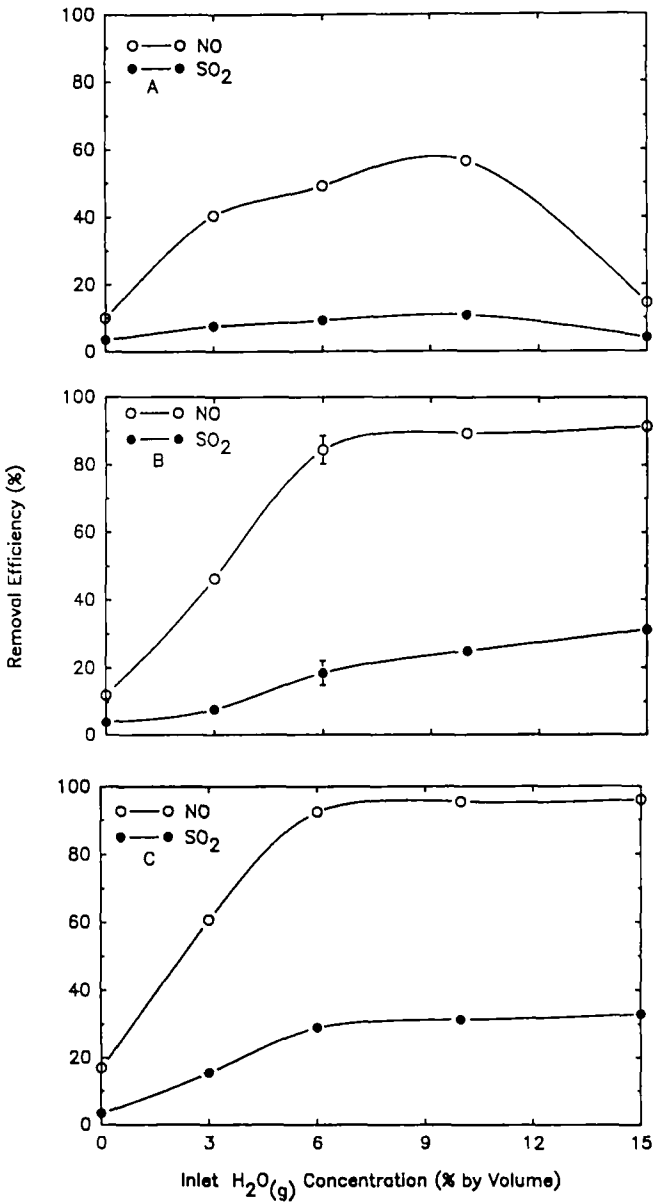 100
80
60
40
20
0
NO
SO2
A
100
80
60
40
20
0
NO
SO2
B
Removal Efficiency (%)
100
80
60
40
20
0
NO
SO2
C
0 3 6 9 12 15
Inlet H2O(g) Concentration (% by Volume)